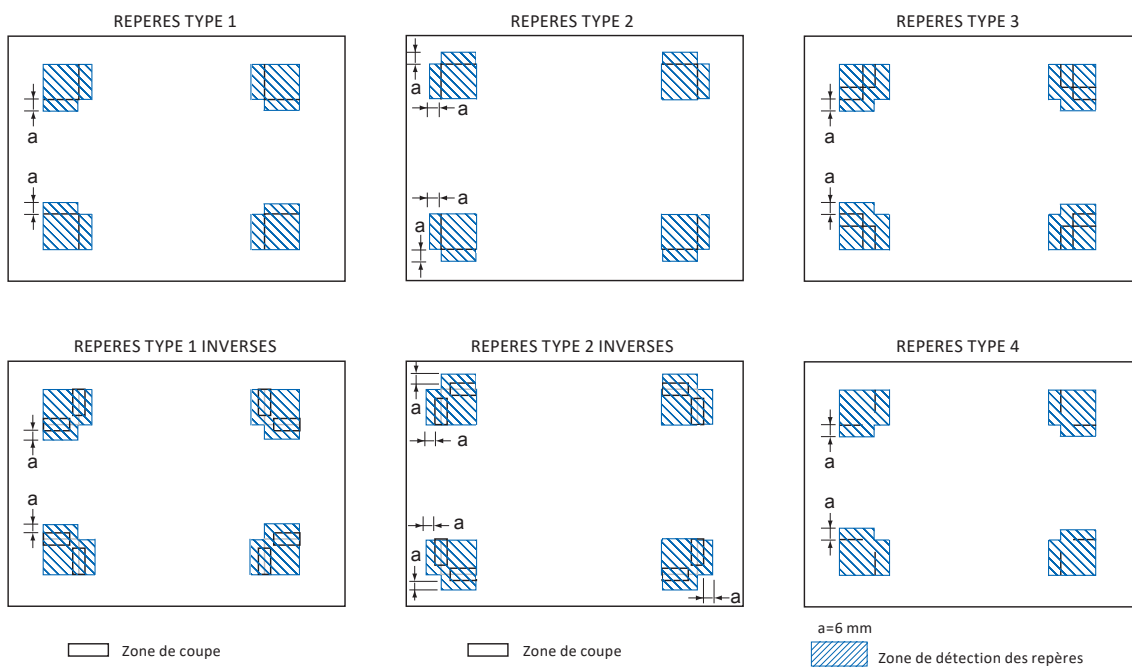 REPERES TYPE 1
REPERES TYPE 2
REPERES TYPE 3
a
a
a
a
a
a
a
a
REPERES TYPE 1 INVERSES
REPERES TYPE 2 INVERSES
REPERES TYPE 4
a
a
a
a
a
a
a
a
a
Zone de coupe
Zone de coupe
a=6 mm
Zone de détection des repères